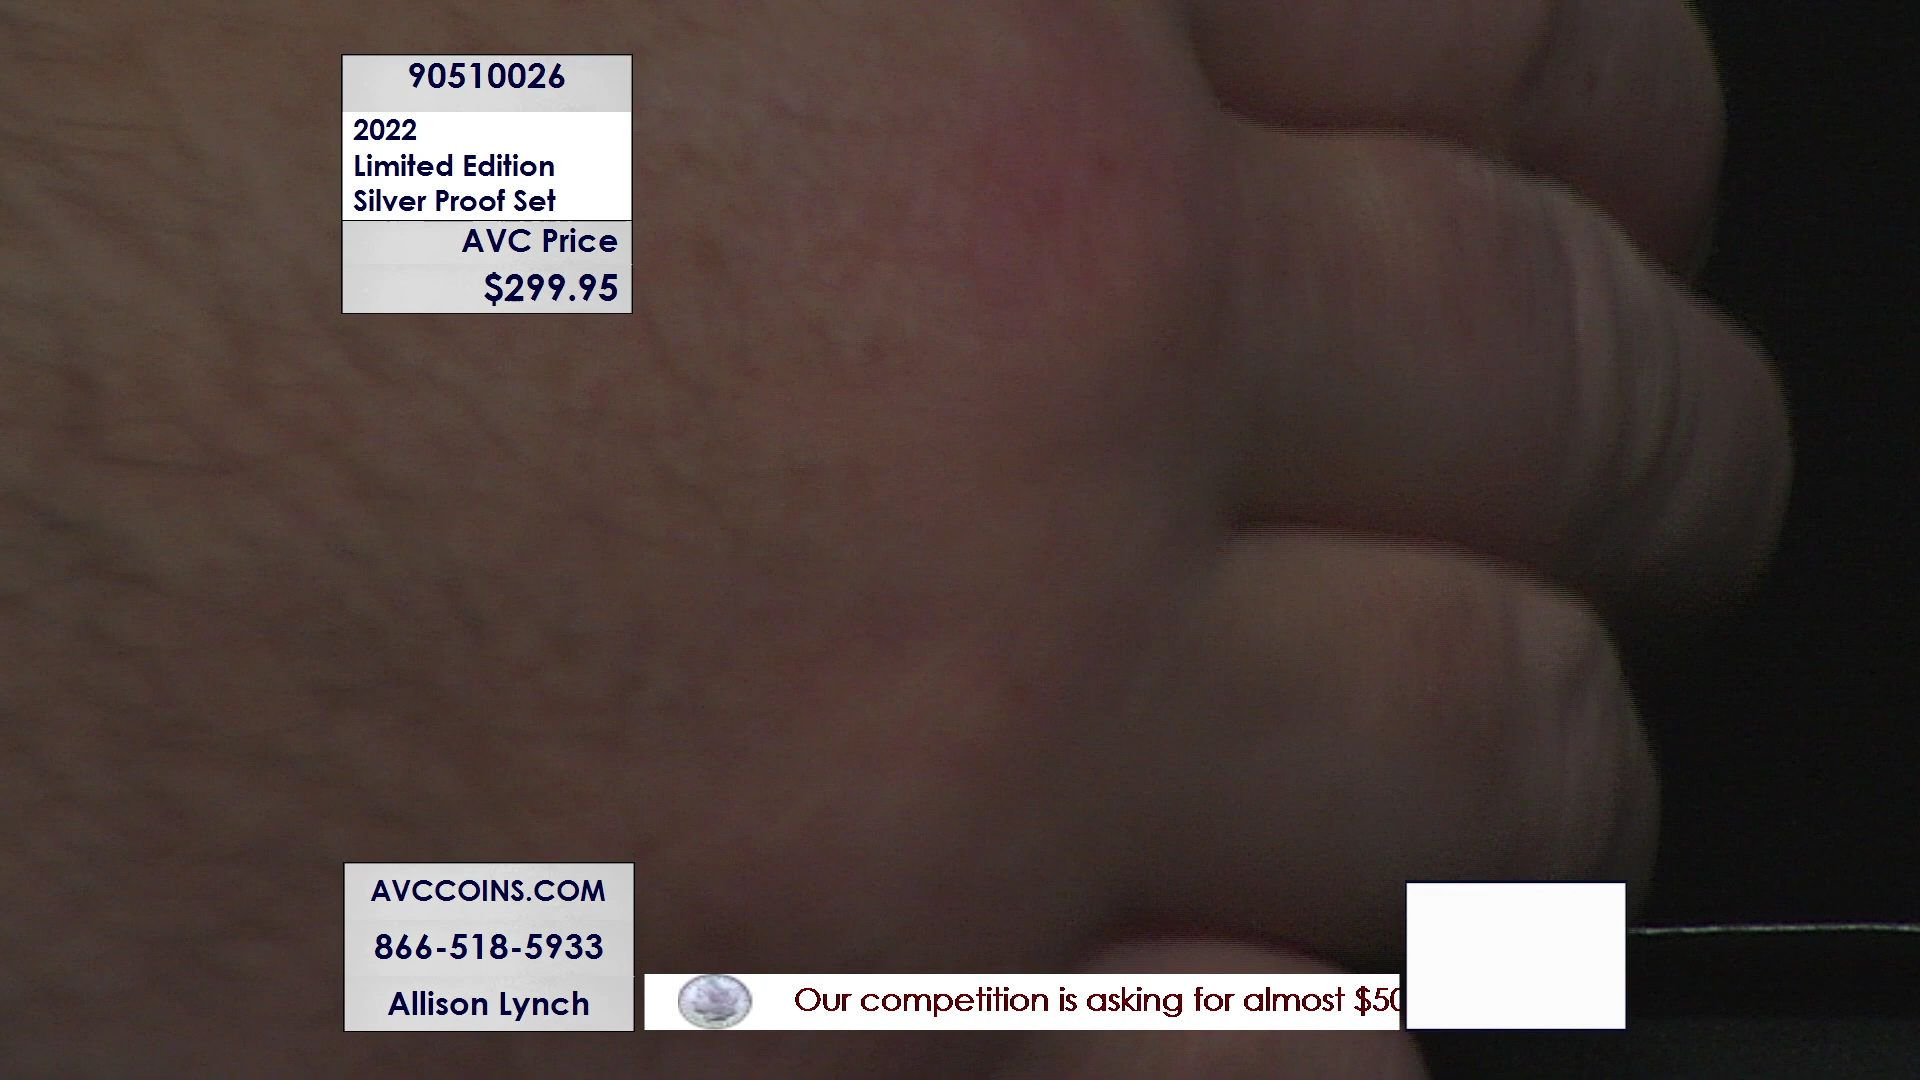 90510026
2022
Limited Edition
Silver Proof Set
AVC Price
$299.95
AVCCOINS.COM
866-518-5933
Allison Lynch
Our competition is asking for almost